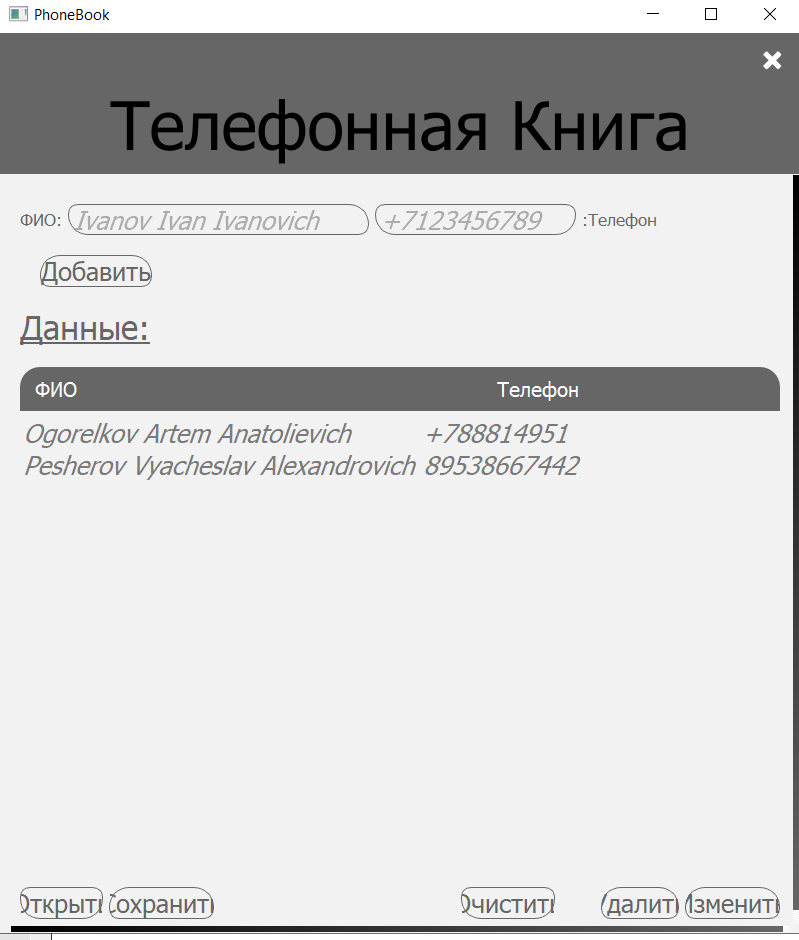 PhoneBook
Телефонная Книга
ФИО: Ivanov Ivan Ivanovich +7123456789 :Телефон
Добавить
Данные:
ФИО Телефон
Ogorelkov Artem Anatolievich +788814951
Pesherov Vyacheslav Alexandrovich 89538667442
Открыть Сохранить Очистить Удалить Изменить